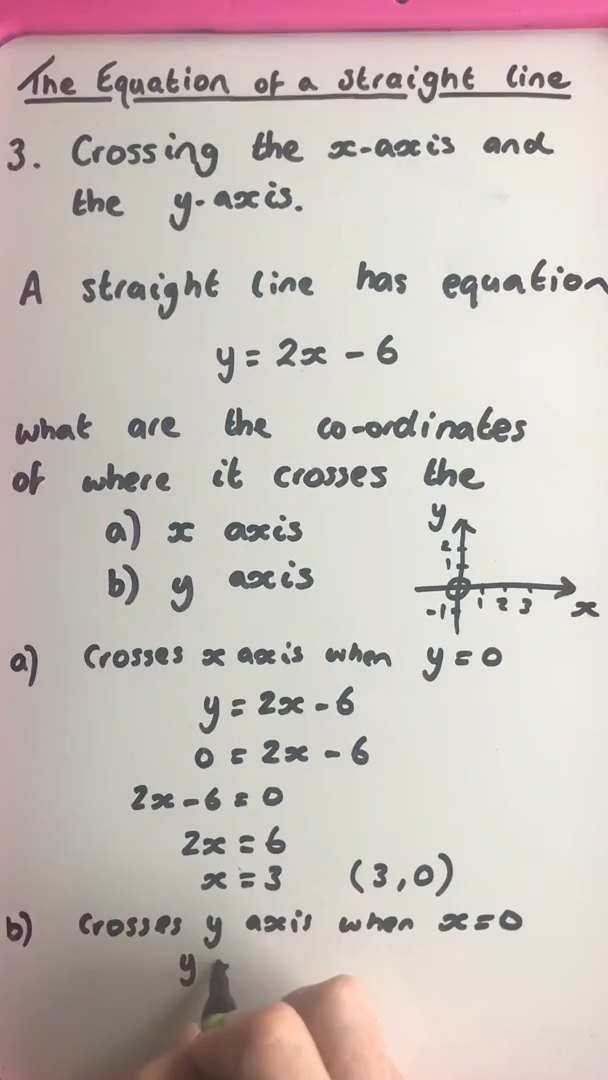 The Equation of a straight line
3. Crossing the x-axis and
the y-axis.
A straight line has equation
y = 2x - 6
what are the co-ordinates
of where it crosses the
a) x axis
b) y axis
y
2
1
-1
1 2 3
x
a) Crosses x axis when y = 0
y = 2x - 6
0 = 2x - 6
2x - 6 = 0
2x = 6
x = 3 (3,0)
b) Crosses y axis when x = 0
y